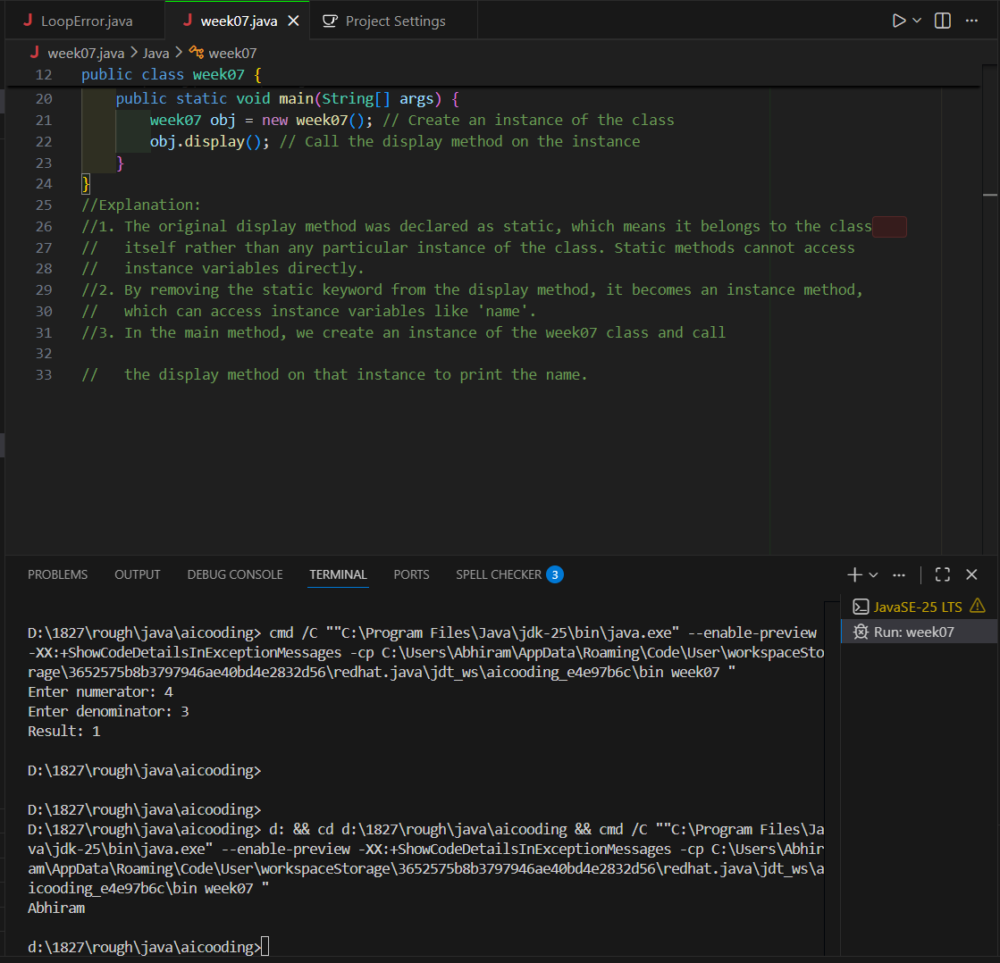 J LoopError.java
J week07.java
Project Settings
J week07.java > Java > week07
12 public class week07 {
20 public static void main(String[] args) {
21 week07 obj = new week07(); // Create an instance of the class
22 obj.display(); // Call the display method on the instance
23 }
24 }
25 //Explanation:
26 //1. The original display method was declared as static, which means it belongs to the class
27 //   itself rather than any particular instance of the class. Static methods cannot access
28 //   instance variables directly.
29 //2. By removing the static keyword from the display method, it becomes an instance method,
30 //   which can access instance variables like 'name'.
31 //3. In the main method, we create an instance of the week07 class and call
32
33 //   the display method on that instance to print the name.
PROBLEMS OUTPUT DEBUG CONSOLE TERMINAL PORTS SPELL CHECKER 3
JavaSE-25 LTS
Run: week07
D:\1827\rough\java\aicooding> cmd /C ""C:\Program Files\Java\jdk-25\bin\java.exe" --enable-preview
-XX:+ShowCodeDetailsInExceptionMessages -cp C:\Users\Abhiram\AppData\Roaming\Code\User\workspaceSto
rage\3652575b8b3797946ae40bd4e2832d56\redhat.java\jdt_ws\aicooding_e4e97b6c\bin week07 "
Enter numerator: 4
Enter denominator: 3
Result: 1
D:\1827\rough\java\aicooding>
D:\1827\rough\java\aicooding>
D:\1827\rough\java\aicooding> d: && cd d:\1827\rough\java\aicooding && cmd /C ""C:\Program Files\Ja
va\jdk-25\bin\java.exe" --enable-preview -XX:+ShowCodeDetailsInExceptionMessages -cp C:\Users\Abhir
am\AppData\Roaming\Code\User\workspaceStorage\3652575b8b3797946ae40bd4e2832d56\redhat.java\jdt_ws\a
icooding_e4e97b6c\bin week07 "
Abhiram
d:\1827\rough\java\aicooding>